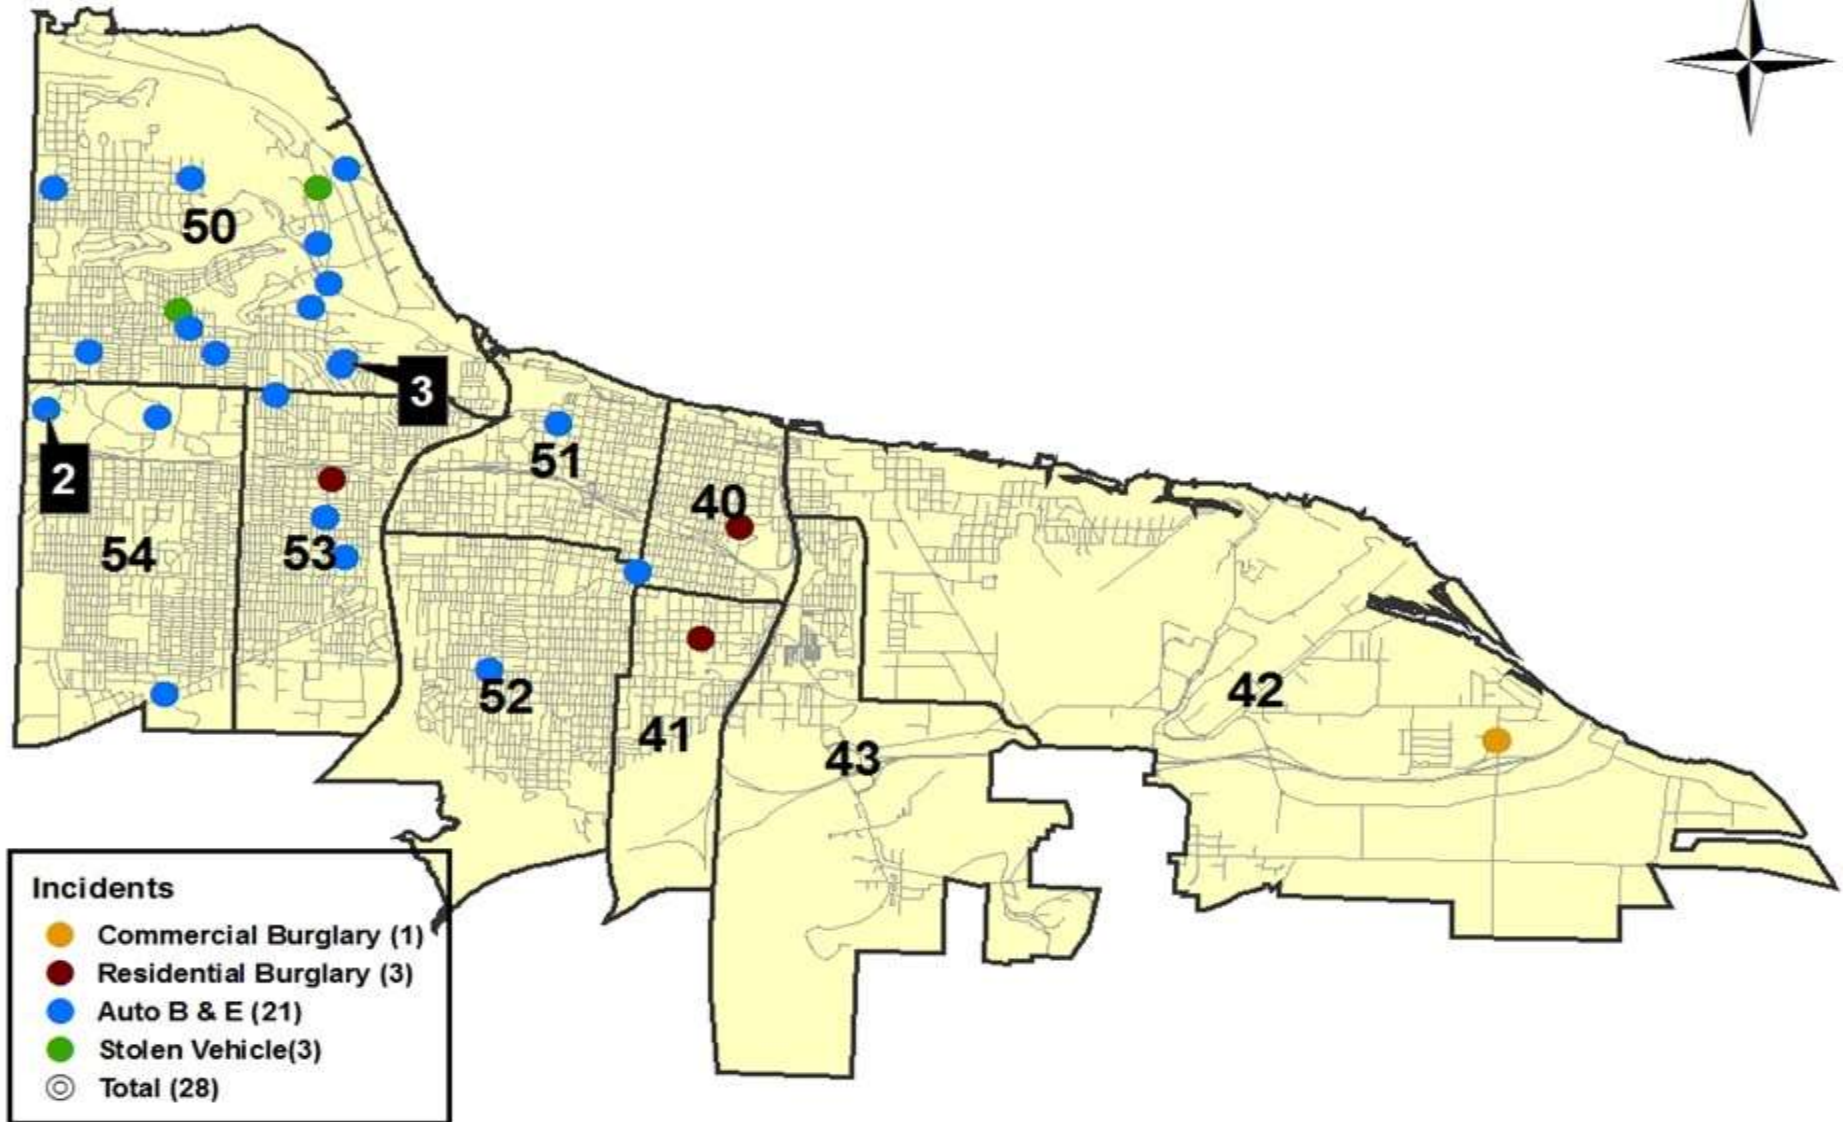 50
3
2
51
40
54
53
52
41
43
42
Incidents
Commercial Burglary (1)
Residential Burglary (3)
Auto B & E (21)
Stolen Vehicle(3)
Total (28)